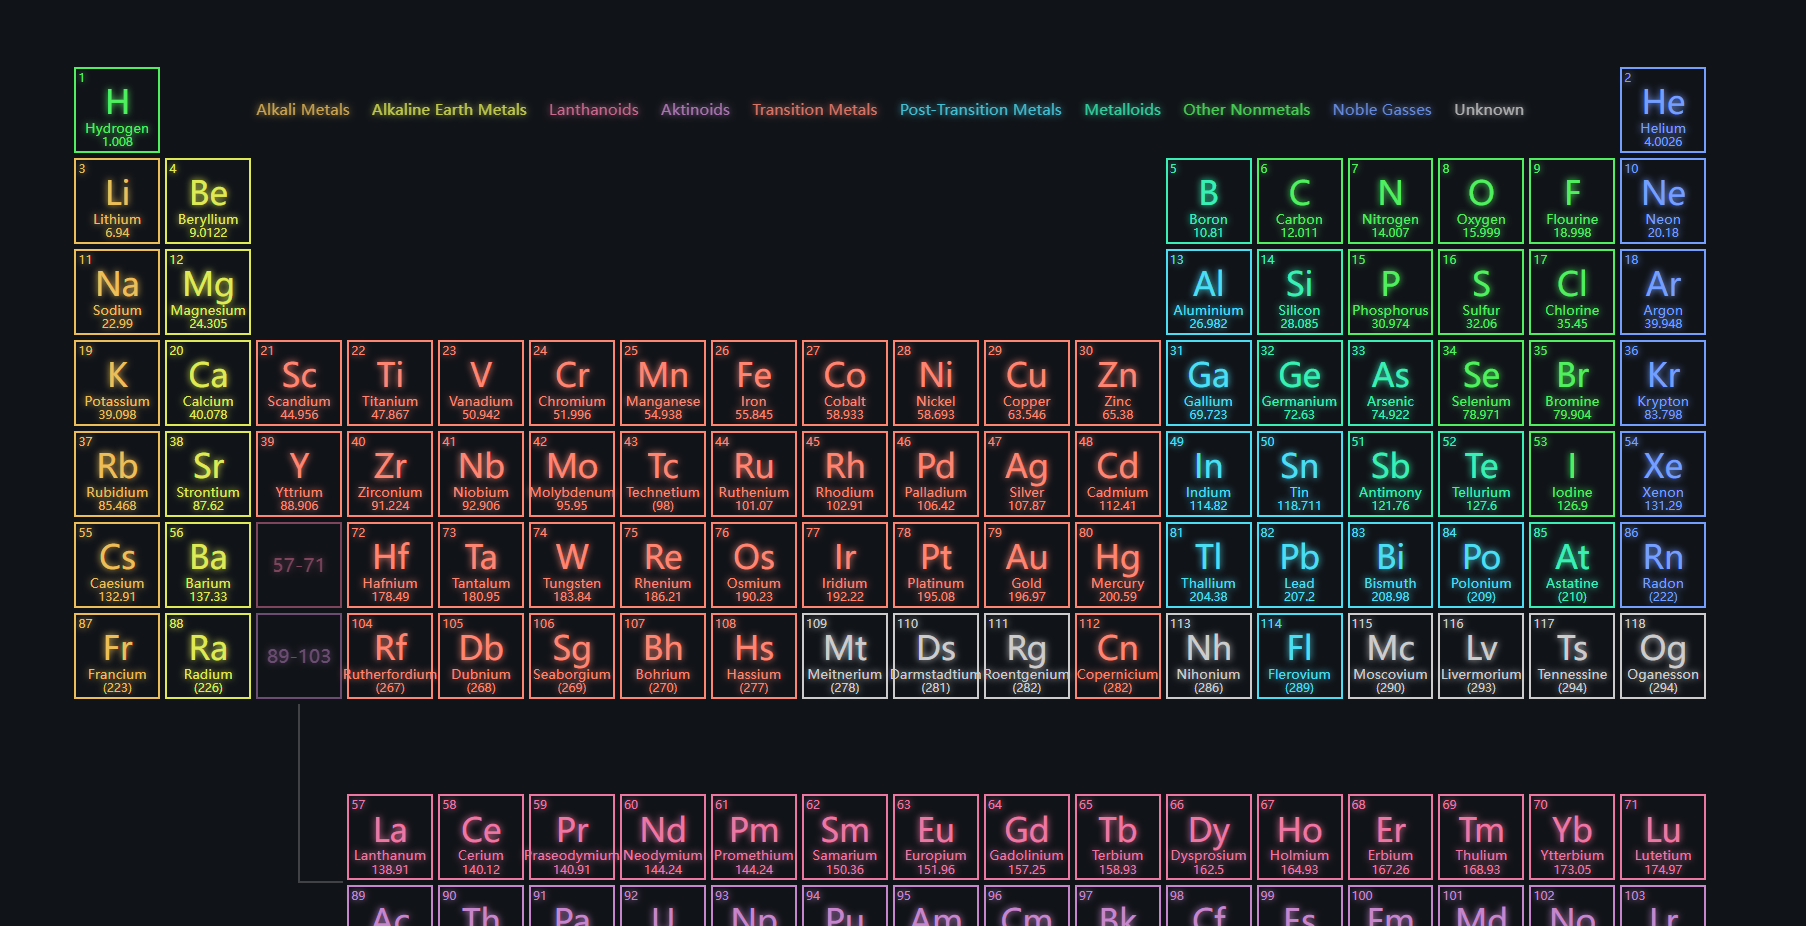 1
H
Hydrogen
1.008
Alkali Metals Alkaline Earth Metals Lanthanoids Aktinoids Transition Metals Post-Transition Metals Metalloids Other Nonmetals Noble Gasses Unknown
2
He
Helium
4.0026
3 4 5 6 7 8 9 10
Li Be B C N O F Ne
Lithium Beryllium Boron Carbon Nitrogen Oxygen Flourine Neon
6.94 9.0122 10.81 12.011 14.007 15.999 18.998 20.18
11 12 13 14 15 16 17 18
Na Mg Al Si P S Cl Ar
Sodium Magnesium Aluminium Silicon Phosphorus Sulfur Chlorine Argon
22.99 24.305 26.982 28.085 30.974 32.06 35.45 39.948
19 20 21 22 23 24 25 26 27 28 29 30 31 32 33 34 35 36
K Ca Sc Ti V Cr Mn Fe Co Ni Cu Zn Ga Ge As Se Br Kr
Potassium Calcium Scandium Titanium Vanadium Chromium Manganese Iron Cobalt Nickel Copper Zinc Gallium Germanium Arsenic Selenium Bromine Krypton
39.098 40.078 44.956 47.867 50.942 51.996 54.938 55.845 58.933 58.693 63.546 65.38 69.723 72.63 74.922 78.971 79.904 83.798
37 38 39 40 41 42 43 44 45 46 47 48 49 50 51 52 53 54
Rb Sr Y Zr Nb Mo Tc Ru Rh Pd Ag Cd In Sn Sb Te I Xe
Rubidium Strontium Yttrium Zirconium Niobium Molybdenum Technetium Ruthenium Rhodium Palladium Silver Cadmium Indium Tin Antimony Tellurium Iodine Xenon
85.468 87.62 88.906 91.224 92.906 95.95 (98) 101.07 102.91 106.42 107.87 112.41 114.82 118.711 121.76 127.6 126.9 131.29
55 56 72 73 74 75 76 77 78 79 80 81 82 83 84 85 86
Cs Ba 57-71 Hf Ta W Re Os Ir Pt Au Hg Tl Pb Bi Po At Rn
Caesium Barium Hafnium Tantalum Tungsten Rhenium Osmium Iridium Platinum Gold Mercury Thallium Lead Bismuth Polonium Astatine Radon
132.91 137.33 178.49 180.95 183.84 186.21 190.23 192.22 195.08 196.97 200.59 204.38 207.2 208.98 (209) (210) (222)
87 88 104 105 106 107 108 109 110 111 112 113 114 115 116 117 118
Fr Ra 89-103 Rf Db Sg Bh Hs Mt Ds Rg Cn Nh Fl Mc Lv Ts Og
Francium Radium Rutherfordium Dubnium Seaborgium Bohrium Hassium Meitnerium Darmstadtium Roentgenium Copernicium Nihonium Flerovium Moscovium Livermorium Tennessine Oganesson
(223) (226) (267) (268) (269) (270) (277) (278) (281) (282) (282) (286) (289) (290) (293) (294) (294)
57 58 59 60 61 62 63 64 65 66 67 68 69 70 71
La Ce Pr Nd Pm Sm Eu Gd Tb Dy Ho Er Tm Yb Lu
Lanthanum Cerium Praseodymium Neodymium Promethium Samarium Europium Gadolinium Terbium Dysprosium Holmium Erbium Thulium Ytterbium Lutetium
138.91 140.12 140.91 144.24 144.24 150.36 151.96 157.25 158.93 162.5 164.93 167.26 168.93 173.05 174.97
89 90 91 92 93 94 95 96 97 98 99 100 101 102 103
Ac Th Pa U Np Pu Am Cm Bk Cf Es Fm Md No Lr